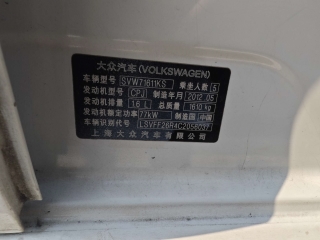 大众汽车(VOLKSWAGEN)
车辆型号 SVW71611KS 乘坐人数 5
发动机型号 CPJ 制造年月 2012.05
发动机排量 1.6 L 总质量 1610 kg
发动机额定功率 77kW 制造国 中国
车辆识别代号
上海大众汽车有限公司